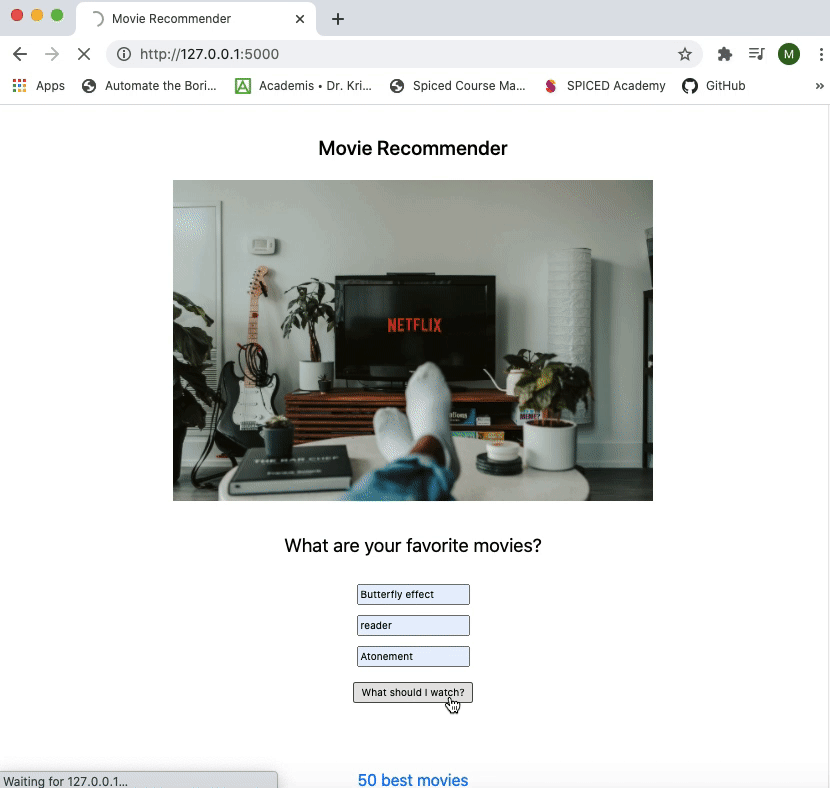 Movie Recommender
http://127.0.0.1:5000
M
Apps
Automate the Bori...
Academis • Dr. Kri...
Spiced Course Ma...
SPICED Academy
GitHub
»
Movie Recommender
NETFLIX
THE BAR CHEF
What are your favorite movies?
Butterfly effect
reader
Atonement
What should I watch?
50 best movies
Waiting for 127.0.0.1...